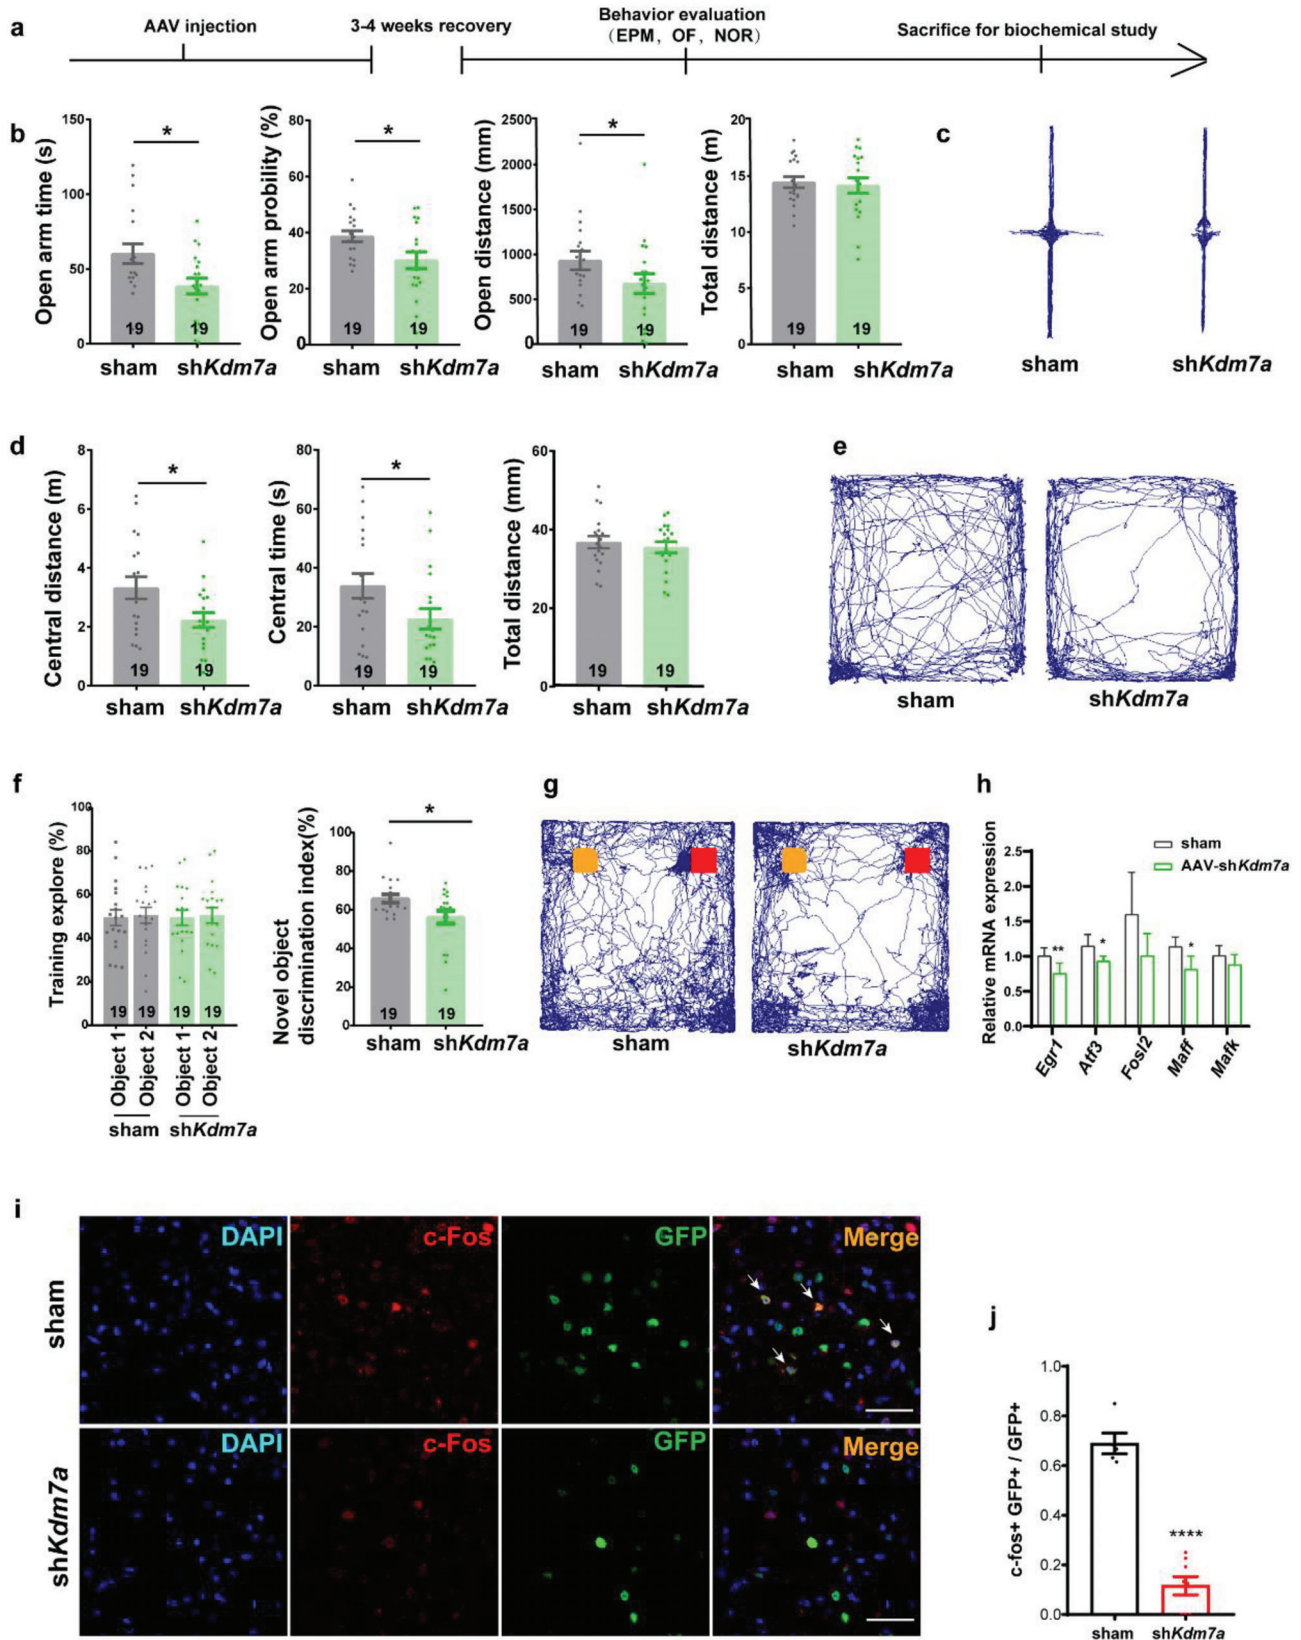 a
AAV injection
3-4 weeks recovery
Behavior evaluation
(EPM, OF, NOR)
Sacrifice for biochemical study
b
Open arm time (s)
150
100
50
0
*
19
19
sham
shKdm7a
Open arm probility (%)
80
60
40
20
0
*
19
19
sham
shKdm7a
Open distance (mm)
2500
2000
1500
1000
500
0
*
19
19
sham
shKdm7a
Total distance (m)
20
15
10
5
0
19
19
sham
shKdm7a
c
sham
shKdm7a
d
Central distance (m)
8
6
4
2
0
*
19
19
sham
shKdm7a
Central time (s)
80
60
40
20
0
*
19
19
sham
shKdm7a
Total distance (mm)
60
40
20
0
19
19
sham
shKdm7a
e
sham
shKdm7a
f
Training explore (%)
100
80
60
40
20
0
19
19
19
19
Object 1
Object 2
Object 1
Object 2
sham
shKdm7a
Novel object
discrimination index(%)
100
80
60
40
20
0
*
19
19
sham
shKdm7a
g
sham
shKdm7a
h
Relative mRNA expression
2.5
2.0
1.5
1.0
0.5
0.0
sham
AAV-shKdm7a
**
*
*
Egr1
Atf3
Fosl2
Maff
Mafk
i
sham
DAPI
c-Fos
GFP
Merge
shKdm7a
DAPI
c-Fos
GFP
Merge
j
c-fos+ GFP+ / GFP+
1.0
0.8
0.6
0.4
0.2
0.0
****
sham
shKdm7a